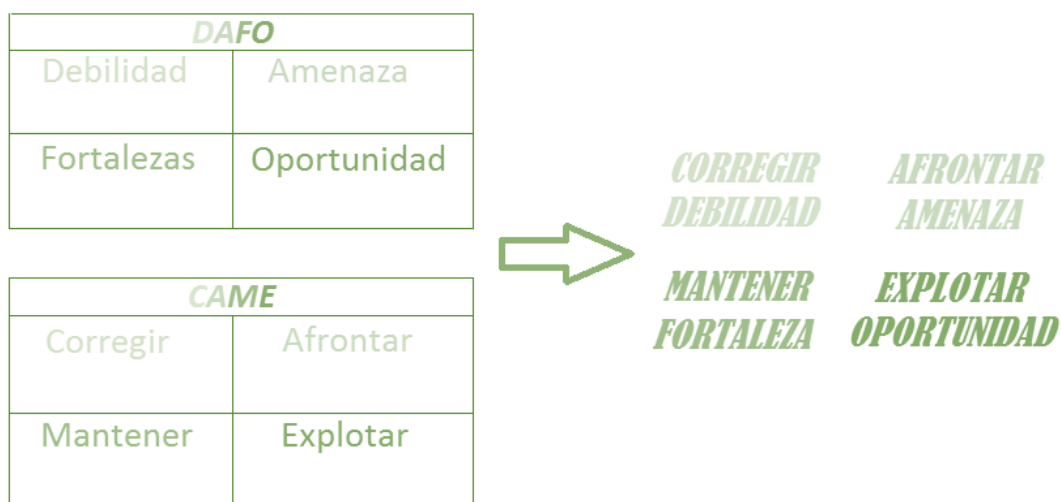 DAFO
Debilidad Amenaza
Fortalezas Oportunidad
CAME
Corregir Afrontar
Mantener Explotar
CORREGIR AFRONTAR
DEBILIDAD AMENAZA
MANTENER EXPLOTAR
FORTALEZA OPORTUNIDAD